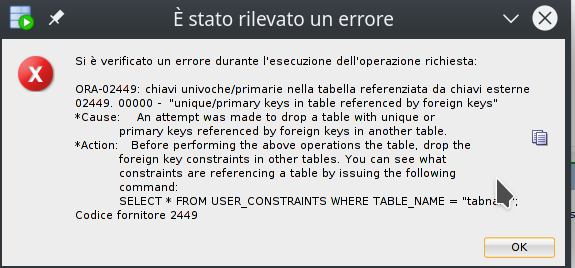 È stato rilevato un errore
Si è verificato un errore durante l'esecuzione dell'operazione richiesta:
ORA-02449: chiavi univoche/primarie nella tabella referenziata da chiavi esterne
02449. 00000 - "unique/primary keys in table referenced by foreign keys"
*Cause: An attempt was made to drop a table with unique or
primary keys referenced by foreign keys in another table.
*Action: Before performing the above operations the table, drop the
foreign key constraints in other tables. You can see what
constraints are referencing a table by issuing the following
command:
SELECT * FROM USER_CONSTRAINTS WHERE TABLE_NAME =
Codice fornitore 2449
OK